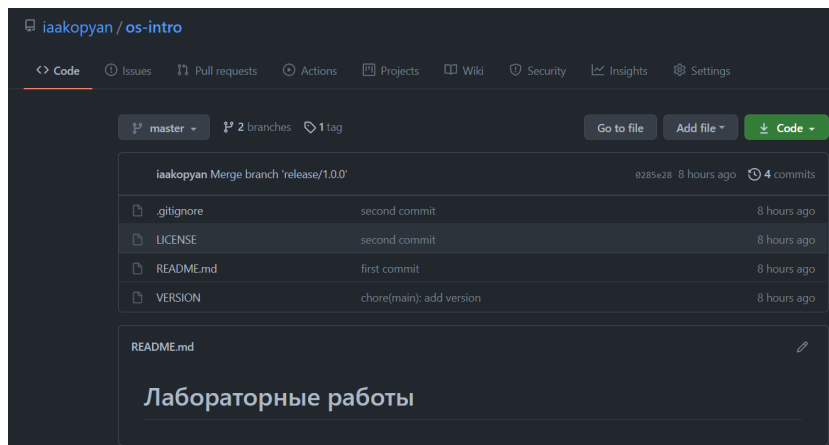 iaakopyan / os-intro
Code Issues Pull requests Actions Projects Wiki Security Insights Settings
master 2 branches 1 tag Go to file Add file Code
iaakopyan Merge branch 'release/1.0.0' 0285e28 8 hours ago 4 commits
.gitignore second commit 8 hours ago
LICENSE second commit 8 hours ago
README.md first commit 8 hours ago
VERSION chore(main): add version 8 hours ago
README.md
Лабораторные работы